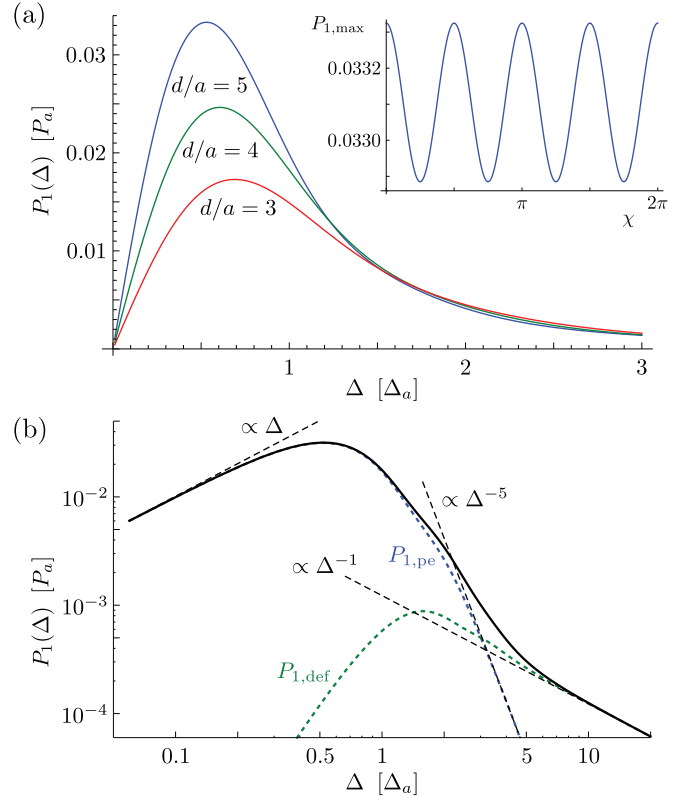 (a)
P₁(Δ) [Pₐ]
0.03
0.02
0.01
d/a = 5
d/a = 4
d/a = 3
1
2
3
Δ [Δₐ]
P₁,max
0.0332
0.0330
π
2π
χ
(b)
P₁(Δ) [Pₐ]
10⁻²
10⁻³
10⁻⁴
∝ Δ
∝ Δ⁻⁵
∝ Δ⁻¹
P₁,pe
P₁,def
0.1
0.5
1
5
10
Δ [Δₐ]